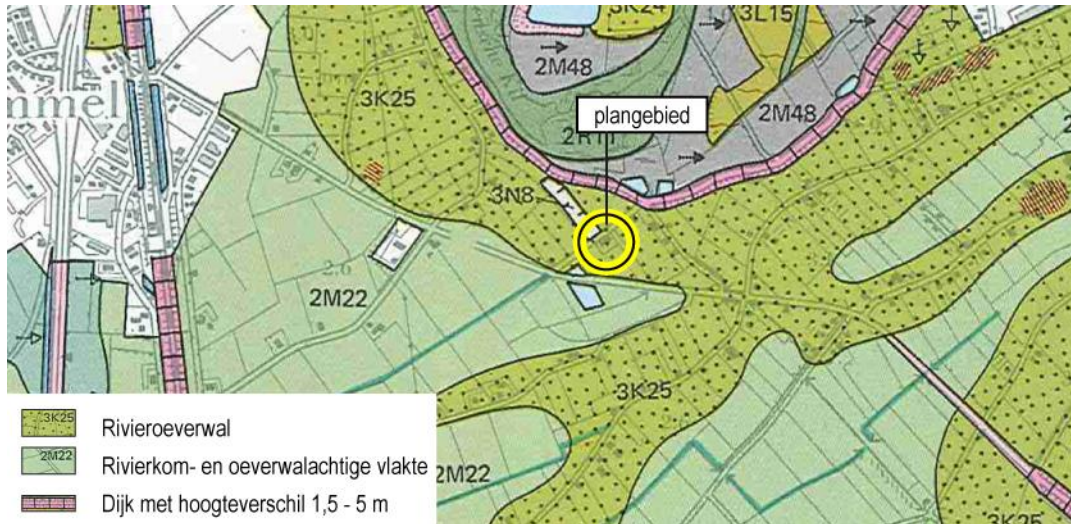 3K24
3L15
2M48
mmel
3K25
plangebied
2M48
2R11
3N8
2.6
2M22
3K25
3K25 Rivieroeverwal
2M22 Rivierkom- en oeverwalachtige vlakte
2M22
Dijk met hoogteverschil 1,5 - 5 m
3K25